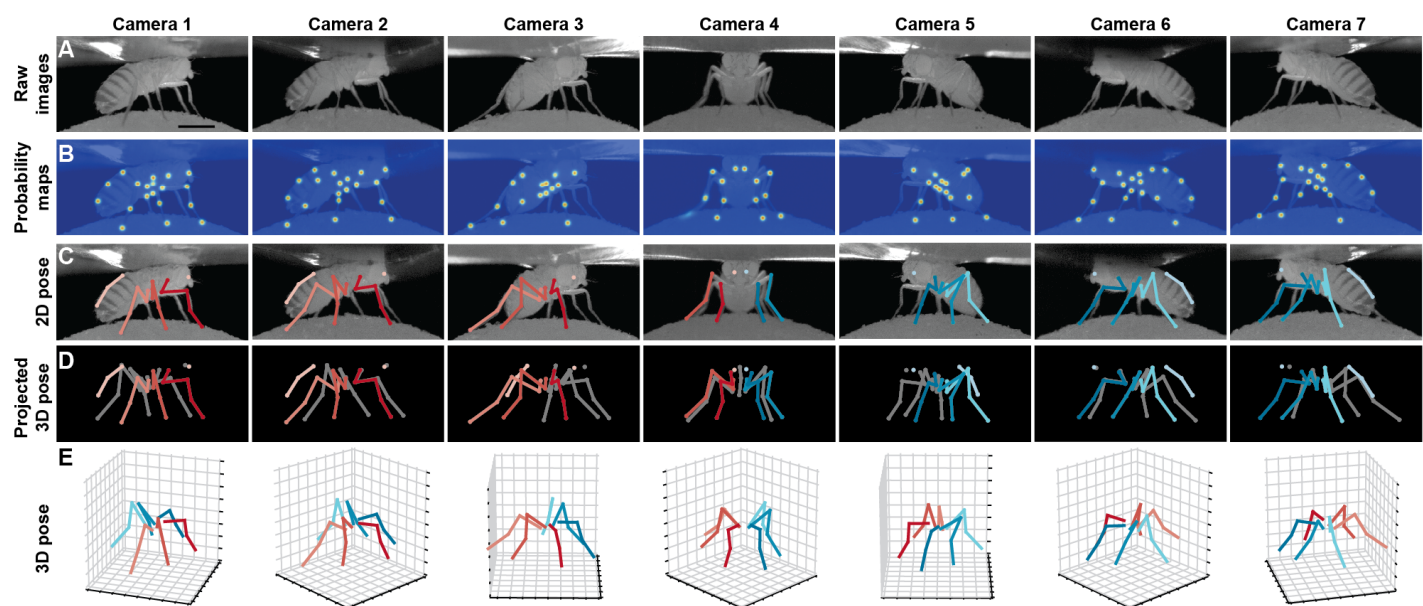 Camera 1 Camera 2 Camera 3 Camera 4 Camera 5 Camera 6 Camera 7
A
Raw
images
B
Probability
maps
C
2D pose
D
Projected
3D pose
E
3D pose